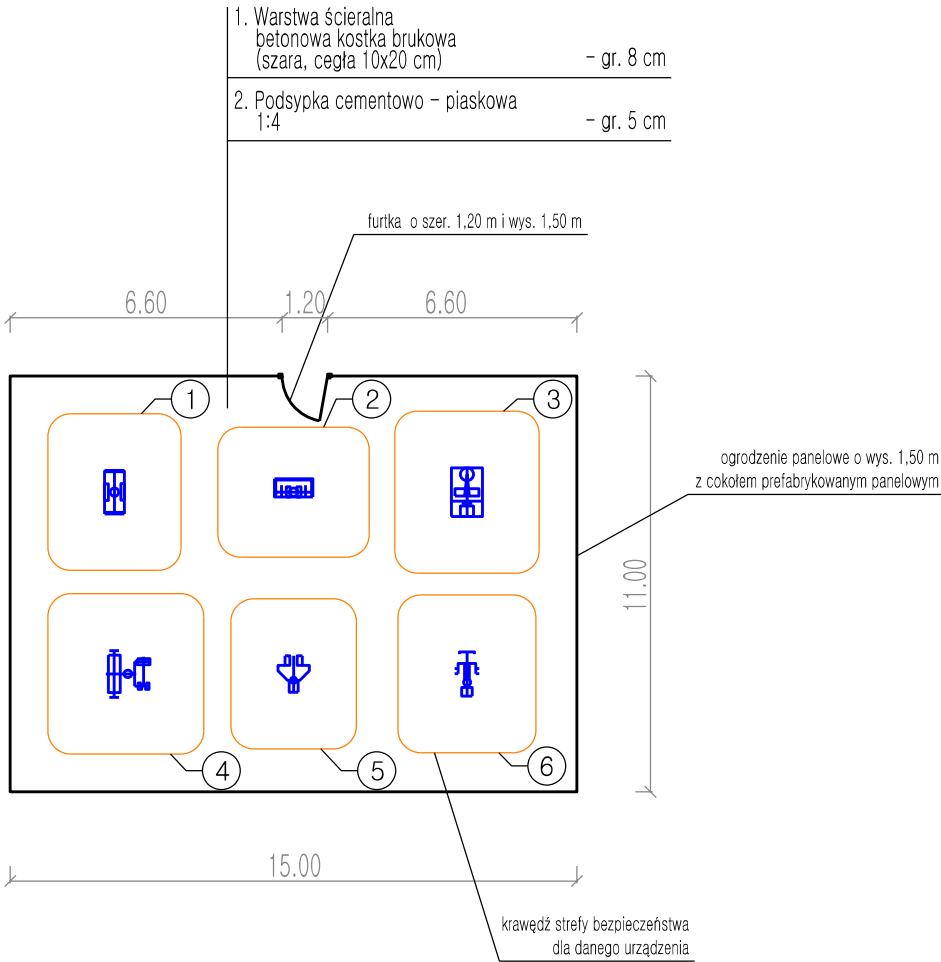 1. Warstwa ścieralna
betonowa kostka brukowa
(szara, cegła 10x20 cm) – gr. 8 cm
2. Podsypka cementowo – piaskowa
1:4 – gr. 5 cm
furtka o szer. 1,20 m i wys. 1,50 m
6.60 1.20 6.60
1 2 3
ogrodzenie panelowe o wys. 1,50 m
z cokołem prefabrykowanym panelowym
11.00
4 5 6
15.00
krawędź strefy bezpieczeństwa
dla danego urządzenia